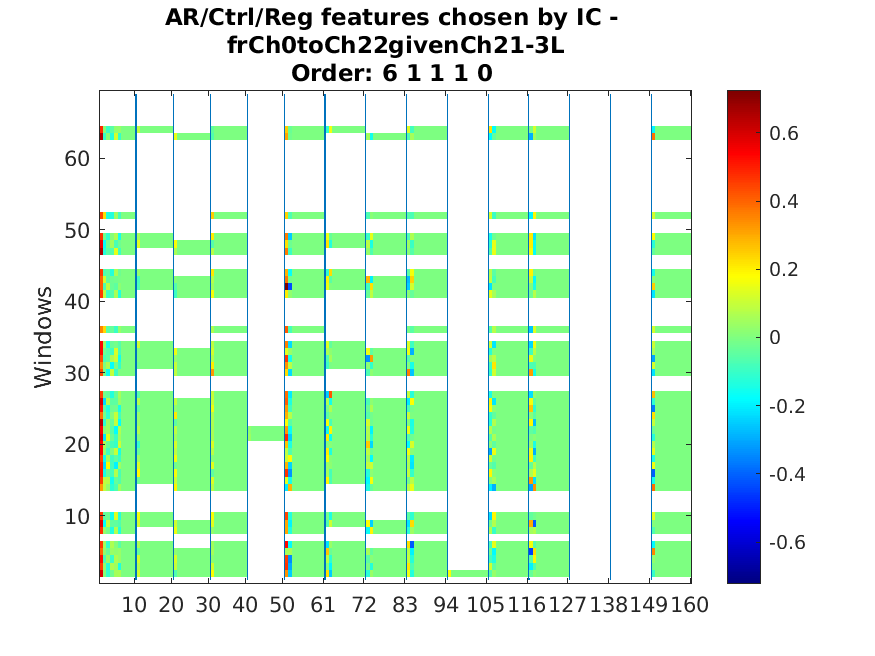 AR/Ctrl/Reg features chosen by IC -
frCh0toCh22givenCh21-3L
Order: 6 1 1 1 0
Windows
60
50
40
30
20
10
10 20 30 40 50 61 72 83 94 105 116 127 138 149 160
0.6
0.4
0.2
0
-0.2
-0.4
-0.6